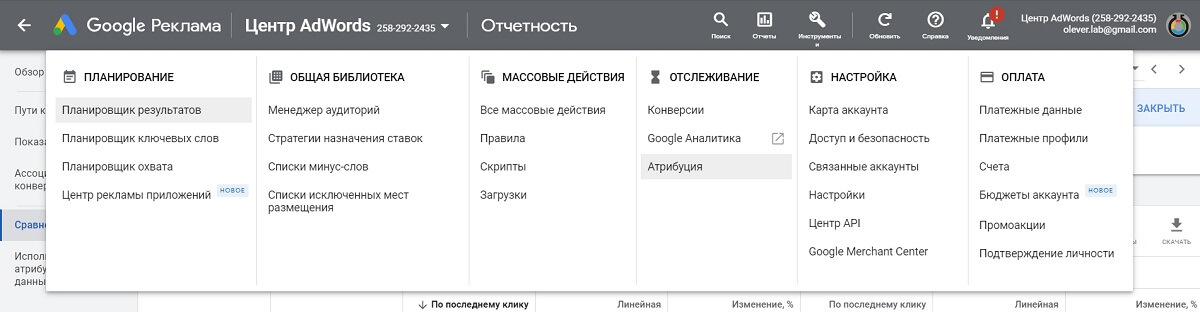 Google Реклама
Центр AdWords 258-292-2435
Отчетность
Поиск
Отчеты
Инструменты
и
Обновить
Справка
Уведомления
!
Центр AdWords (258-292-2435)
olever.lab@gmail.com
Обзор
Пути к
Показа
Ассоц
конверс
Сравне
Исполь
атрибу
данны
ПЛАНИРОВАНИЕ
Планировщик результатов
Планировщик ключевых слов
Планировщик охвата
Центр рекламы приложений НОВОЕ
ОБЩАЯ БИБЛИОТЕКА
Менеджер аудиторий
Стратегии назначения ставок
Списки минус-слов
Списки исключенных мест
размещения
МАССОВЫЕ ДЕЙСТВИЯ
Все массовые действия
Правила
Скрипты
Загрузки
ОТСЛЕЖИВАНИЕ
Конверсии
Google Аналитика
Атрибуция
НАСТРОЙКА
Карта аккаунта
Доступ и безопасность
Связанные аккаунты
Настройки
Центр API
Google Merchant Center
ОПЛАТА
Платежные данные
Платежные профили
Счета
Бюджеты аккаунта НОВОЕ
Промоакции
Подтверждение личности
ЗАКРЫТЬ
СКАЧАТЬ
По последнему клику
Линейная
Изменение, %
По последнему клику
Линейная
Изменение, %